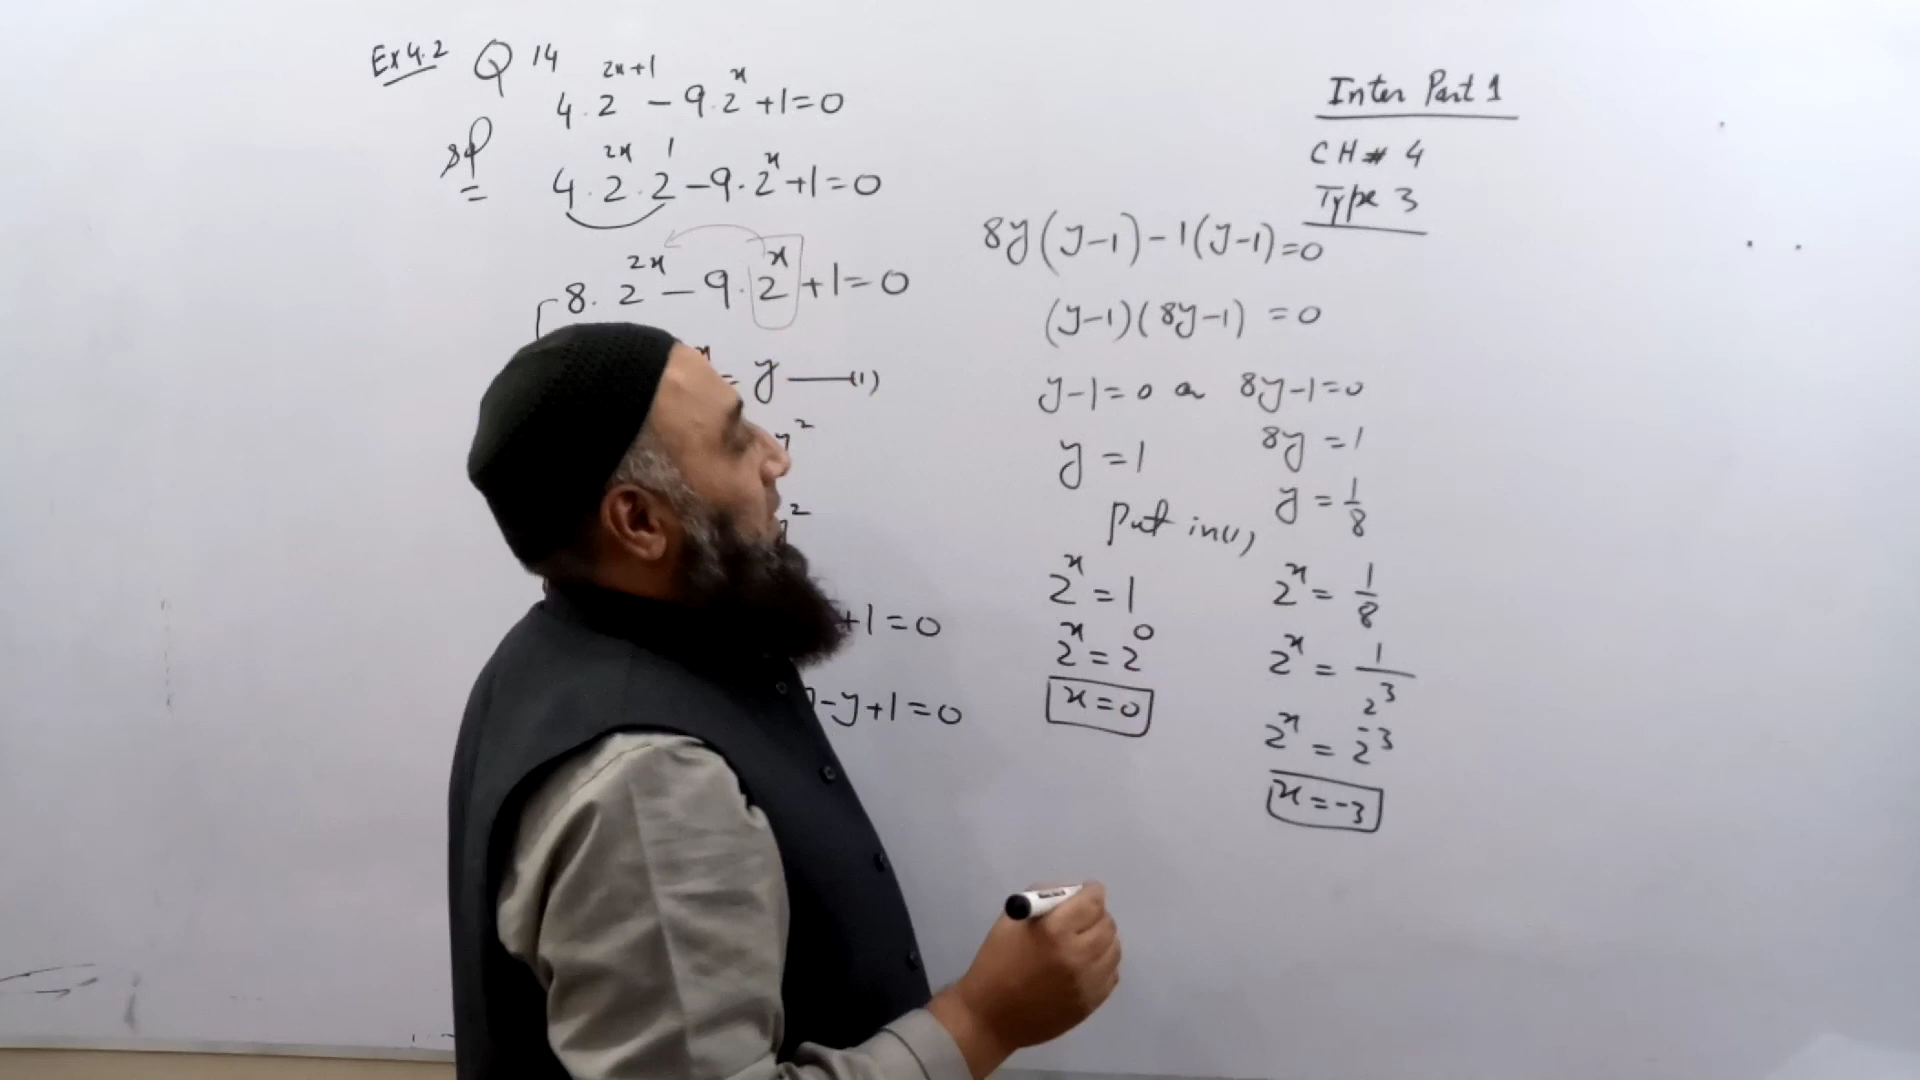 Ex 4.2 Q 14
4.2^{2x+1} - 9.2^x + 1 = 0
sol
4.2^{2x}.2^1 - 9.2^x + 1 = 0
8.2^{2x} - 9.2^x + 1 = 0
= y —(1)
y^2
+1 = 0
-y+1 = 0
Inter Part 1
CH# 4
Type 3
8y(y-1) - 1(y-1) = 0
(y-1)(8y-1) = 0
y-1=0 or 8y-1=0
y = 1 8y = 1
y = 1/8
Put in (1)
2^x = 1 2^x = 1/8
2^x = 2^0 2^x = 1/2^3
x = 0 2^x = 2^{-3}
x = -3